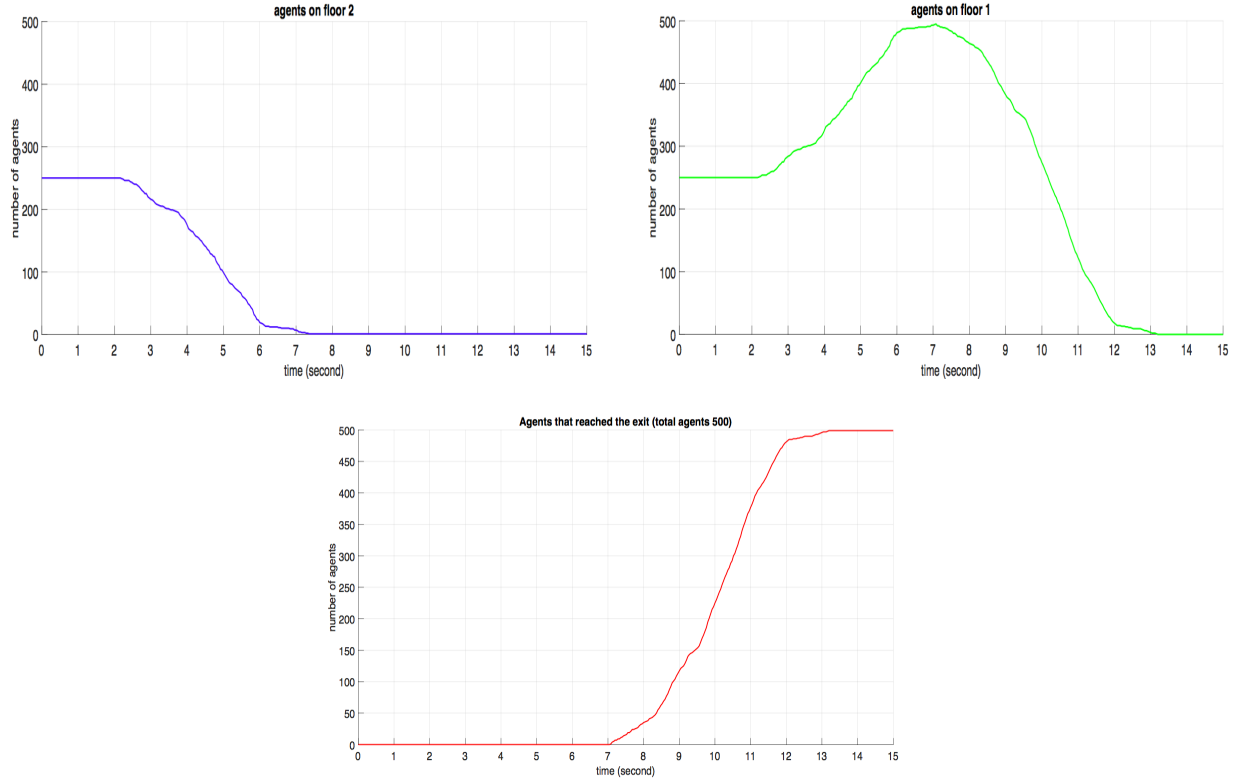 agents on floor 2
number of agents
500
400
300
200
100
0
0 1 2 3 4 5 6 7 8 9 10 11 12 13 14 15
time (second)
agents on floor 1
number of agents
500
400
300
200
100
0
0 1 2 3 4 5 6 7 8 9 10 11 12 13 14 15
time (second)
Agents that reached the exit (total agents 500)
number of agents
500
450
400
350
300
250
200
150
100
50
0
0 1 2 3 4 5 6 7 8 9 10 11 12 13 14 15
time (second)